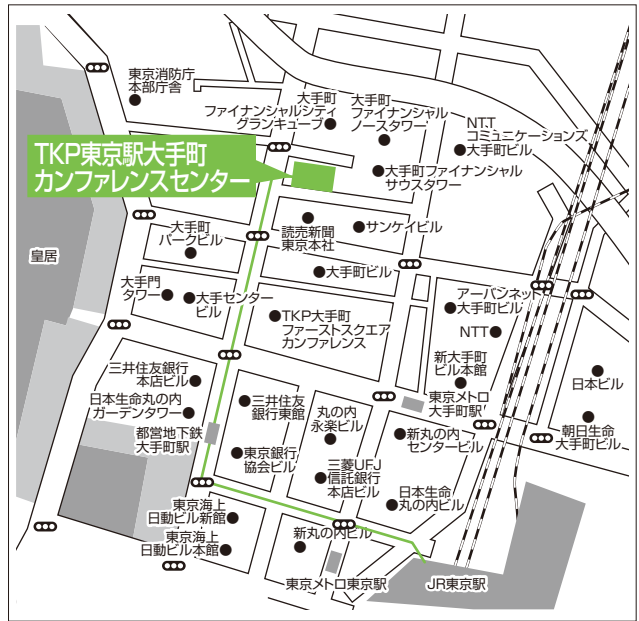 東京消防庁
本部庁舎
大手町
ファイナンシャルシティ
グランキューブ
大手町
ファイナンシャル
ノースタワー
NTT
コミュニケーションズ
大手町ビル
TKP東京駅大手町
カンファレンスセンター
大手町ファイナンシャル
サウスタワー
大手町
パークビル
読売新聞
東京本社
サンケイビル
皇居
大手町ビル
大手門
タワー
大手センター
ビル
アーバンネット
大手町ビル
TKP大手町
ファーストスクエア
カンファレンス
NTT
新大手町
ビル本館
三井住友銀行
本店ビル
日本ビル
日本生命丸の内
ガーデンタワー
三井住友
銀行東館
丸の内
永楽ビル
東京メトロ
大手町駅
朝日生命
大手町ビル
都営地下鉄
大手町駅
新丸の内
センタービル
東京銀行
協会ビル
三菱UFJ
信託銀行
本店ビル
日本生命
丸の内ビル
東京海上
日動ビル新館
新丸の内ビル
東京海上
日動ビル本館
東京メトロ東京駅
JR東京駅